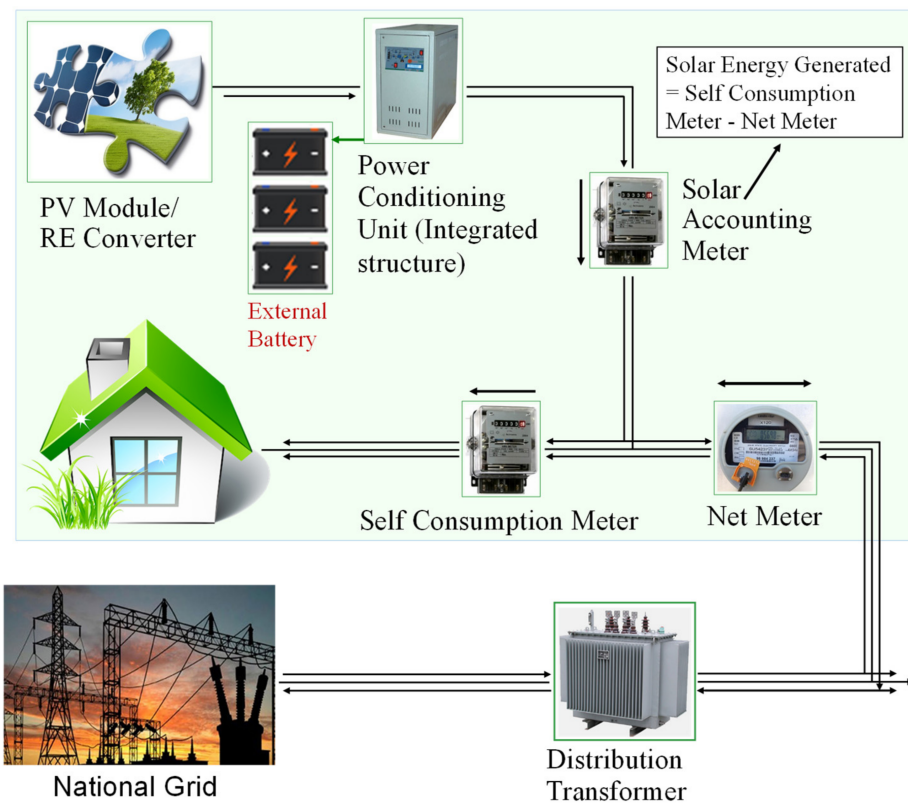 Solar Energy Generated
= Self Consumption
Meter - Net Meter
PV Module/
RE Converter
Power
Conditioning
Unit (Integrated
structure)
External
Battery
Solar
Accounting
Meter
Self Consumption Meter
Net Meter
National Grid
Distribution
Transformer